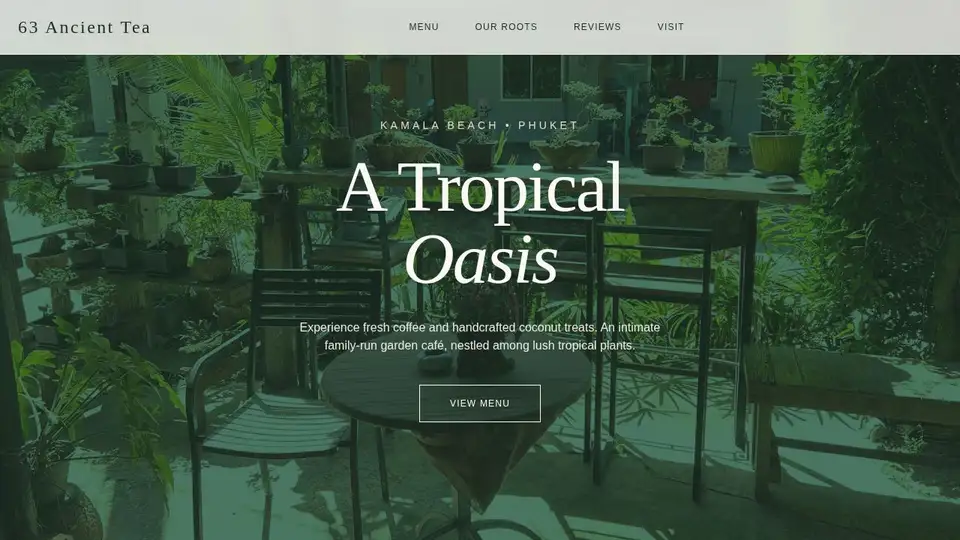 63 Ancient Tea
MENU
OUR ROOTS
REVIEWS
VISIT
KAMALA BEACH • PHUKET
A Tropical
Oasis
Experience fresh coffee and handcrafted coconut treats. An intimate
family-run garden café, nestled among lush tropical plants.
VIEW MENU